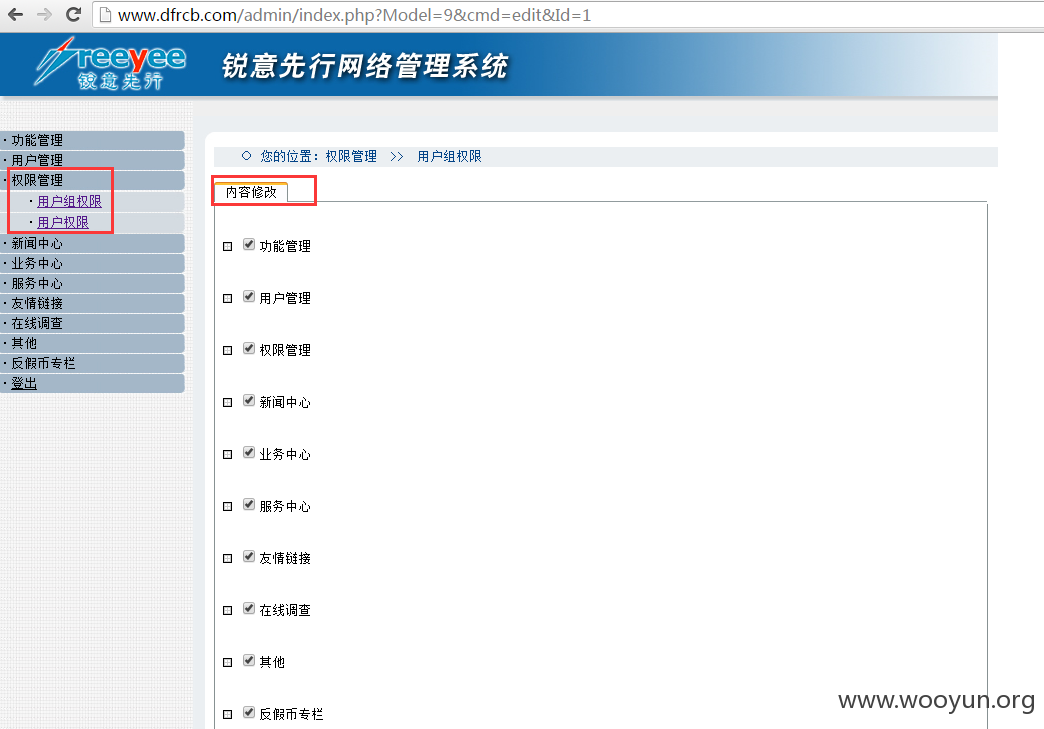 www.dfrcb.com/admin/index.php?Model=9&cmd=edit&Id=1
freeyee
锐意先行
锐意先行网络管理系统
· 功能管理
· 用户管理
· 权限管理
· 用户组权限
· 用户权限
· 新闻中心
· 业务中心
· 服务中心
· 友情链接
· 在线调查
· 其他
· 反假币专栏
· 登出
您的位置：权限管理 >> 用户组权限
内容修改
功能管理
用户管理
权限管理
新闻中心
业务中心
服务中心
友情链接
在线调查
其他
反假币专栏
www.wooyun.org